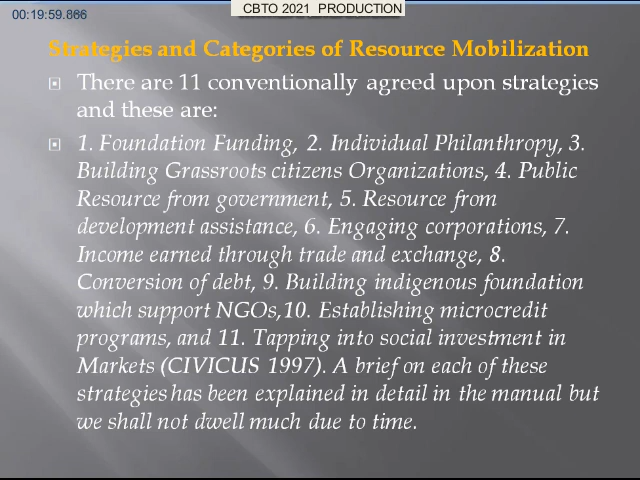 00:19:59.866
CBTO 2021 PRODUCTION
Strategies and Categories of Resource Mobilization
There are 11 conventionally agreed upon strategies
and these are:
1. Foundation Funding, 2. Individual Philanthropy, 3.
Building Grassroots citizens Organizations, 4. Public
Resource from government, 5. Resource from
development assistance, 6. Engaging corporations, 7.
Income earned through trade and exchange, 8.
Conversion of debt, 9. Building indigenous foundation
which support NGOs,10. Establishing microcredit
programs, and 11. Tapping into social investment in
Markets (CIVICUS 1997). A brief on each of these
strategies has been explained in detail in the manual but
we shall not dwell much due to time.